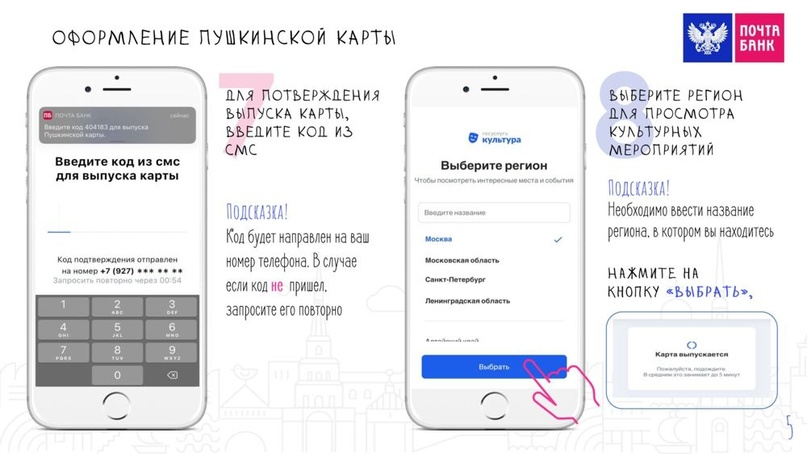 ОФОРМЛЕНИЕ ПУШКИНСКОЙ КАРТЫ
ПОЧТА
БАНК
7
ДЛЯ ПОТВЕРЖДЕНИЯ
ВЫПУСКА КАРТЫ,
ВВЕДИТЕ КОД ИЗ
СМС
Подсказка!
Код будет направлен на ваш
номер телефона. В случае
если код не пришел,
запросите его повторно
ПБ ПОЧТА БАНК сейчас
Введите код 404183 для выпуска
Пушкинской карты.
Введите код из смс
для выпуска карты
Код подтверждения отправлен
на номер +7 (927) *** ** **
Запросить повторно через 00:54
1 2 3
ABC DEF
4 5 6
GHI JKL MNO
7 8 9
PQRS TUV WXYZ
0
8
ВЫБЕРИТЕ РЕГИОН
ДЛЯ ПРОСМОТРА
КУЛЬТУРНЫХ
МЕРОПРИЯТИЙ
Подсказка!
Необходимо ввести название
региона, в котором вы находитесь
НАЖМИТЕ НА
КНОПКУ «ВЫБРАТЬ»,
госуслуги
культура
Выберите регион
Чтобы посмотреть интересные места и события
Введите название
Москва
Московская область
Санкт-Петербург
Ленинградская область
Алтайский край
Выбрать
Карта выпускается
Пожалуйста, подождите.
В среднем это занимает до 5 минут
5